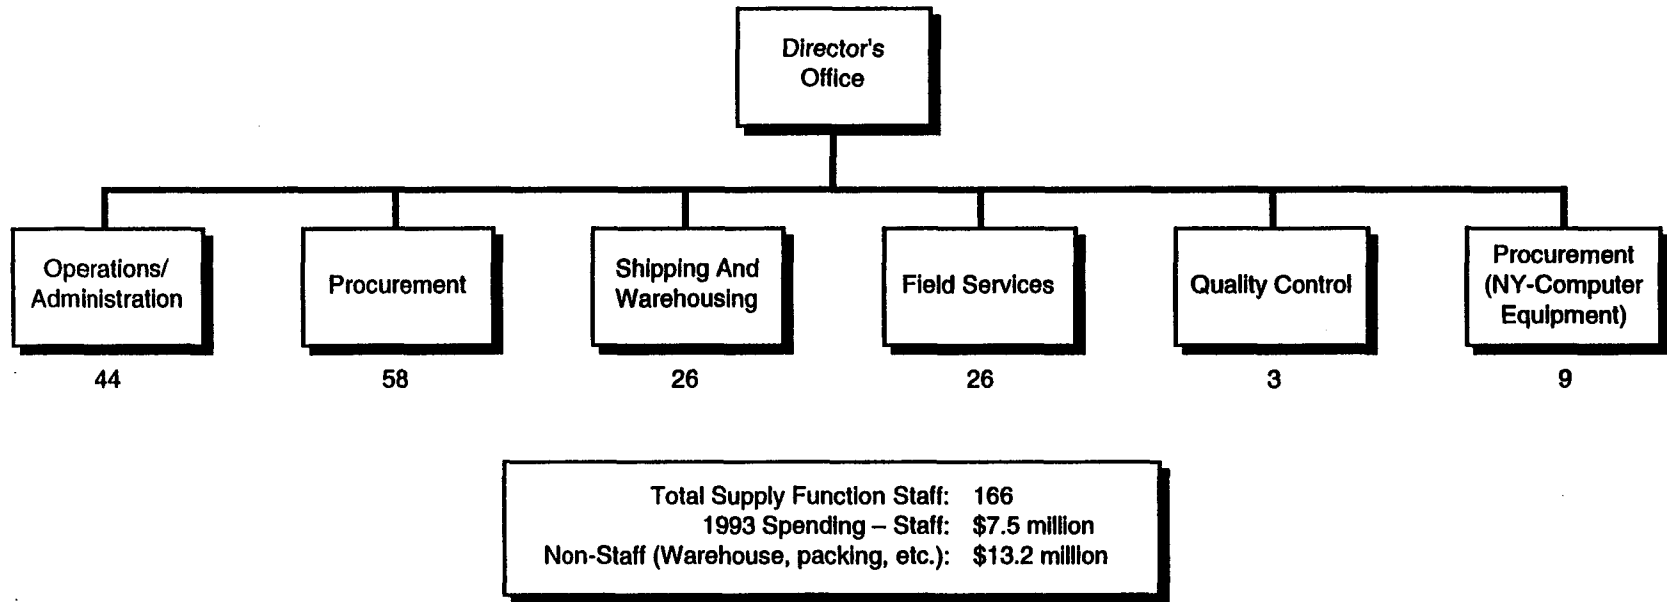 Director's
Office
Operations/
Administration
Procurement
Shipping And
Warehousing
Field Services
Quality Control
Procurement
(NY-Computer
Equipment)
44
58
26
26
3
9
Total Supply Function Staff: 166
1993 Spending – Staff: $7.5 million
Non-Staff (Warehouse, packing, etc.): $13.2 million